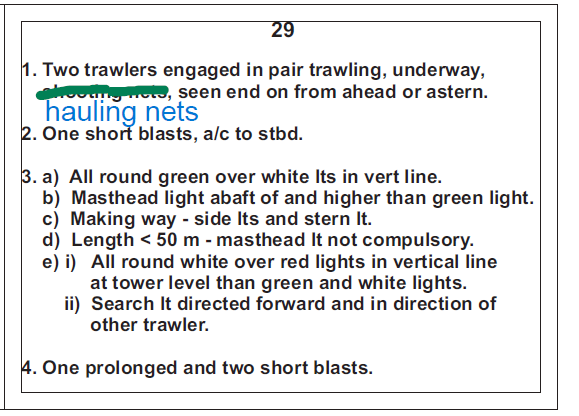 29
1. Two trawlers engaged in pair trawling, underway,
, seen end on from ahead or astern.
hauling nets
2. One short blasts, a/c to stbd.
3. a) All round green over white lts in vert line.
b) Masthead light abaft of and higher than green light.
c) Making way - side lts and stern lt.
d) Length < 50 m - masthead lt not compulsory.
e) i) All round white over red lights in vertical line
at tower level than green and white lights.
ii) Search lt directed forward and in direction of
other trawler.
4. One prolonged and two short blasts.